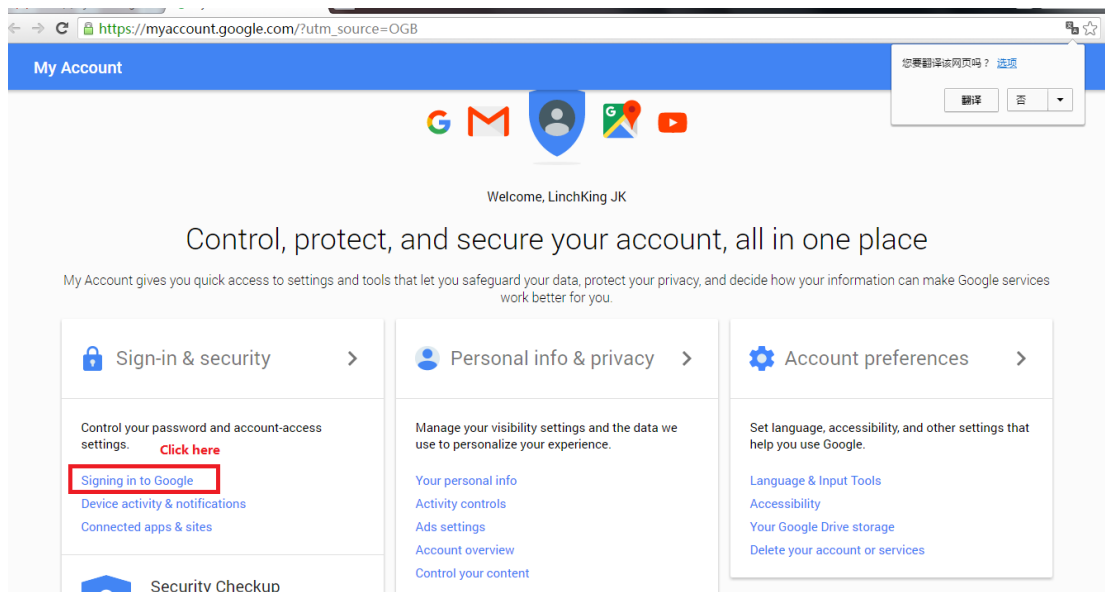 https://myaccount.google.com/?utm_source=OGB
My Account
您要翻译该网页吗？ 选项
翻译
否
Welcome, LinchKing JK
Control, protect, and secure your account, all in one place
My Account gives you quick access to settings and tools that let you safeguard your data, protect your privacy, and decide how your information can make Google services
work better for you.
Sign-in & security
Control your password and account-access
settings.
Click here
Signing in to Google
Device activity & notifications
Connected apps & sites
Security Checkup
Personal info & privacy
Manage your visibility settings and the data we
use to personalize your experience.
Your personal info
Activity controls
Ads settings
Account overview
Control your content
Account preferences
Set language, accessibility, and other settings that
help you use Google.
Language & Input Tools
Accessibility
Your Google Drive storage
Delete your account or services